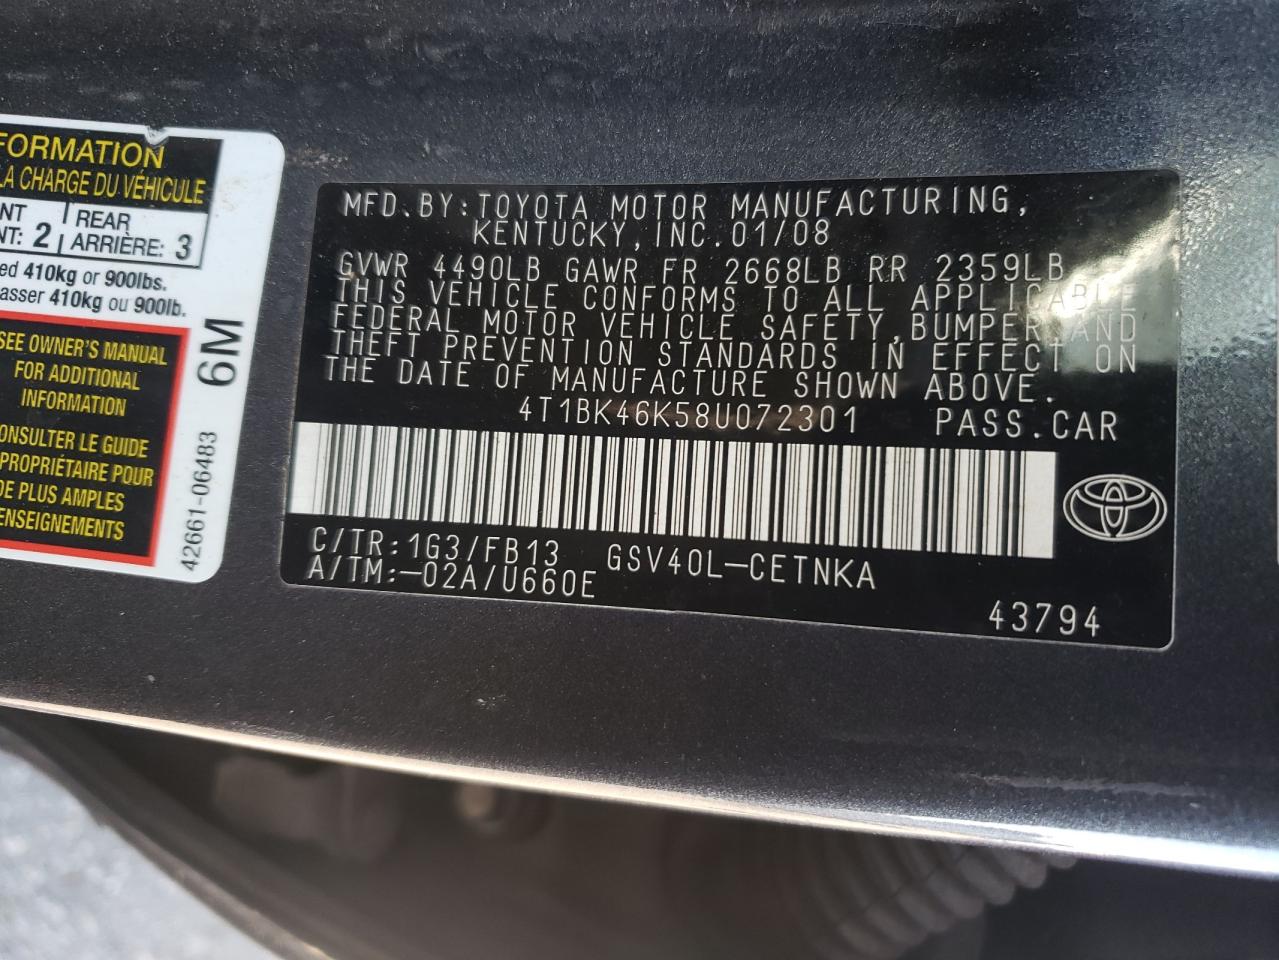 FORMATION
LA CHARGE DU VÉHICULE
NT | REAR
NT: 2 | ARRIÈRE: 3
ed 410kg or 900lbs.
asser 410kg ou 900lb.
SEE OWNER'S MANUAL
FOR ADDITIONAL
INFORMATION
ONSULTER LE GUIDE
PROPRIÉTAIRE POUR
DE PLUS AMPLES
ENSEIGNEMENTS
6M
42661-06483
MFD. BY: TOYOTA MOTOR MANUFACTURING,
KENTUCKY, INC. 01/08
GVWR 4490LB GAWR FR 2668LB RR 2359LB
THIS VEHICLE CONFORMS TO ALL APPLICABLE
FEDERAL MOTOR VEHICLE SAFETY, BUMPER, AND
THEFT PREVENTION STANDARDS IN EFFECT ON
THE DATE OF MANUFACTURE SHOWN ABOVE.
4T1BK46K58U072301 PASS. CAR
C/TR: 1G3/FB13 GSV40L-CETNKA
A/TM: -02A/U660E
43794